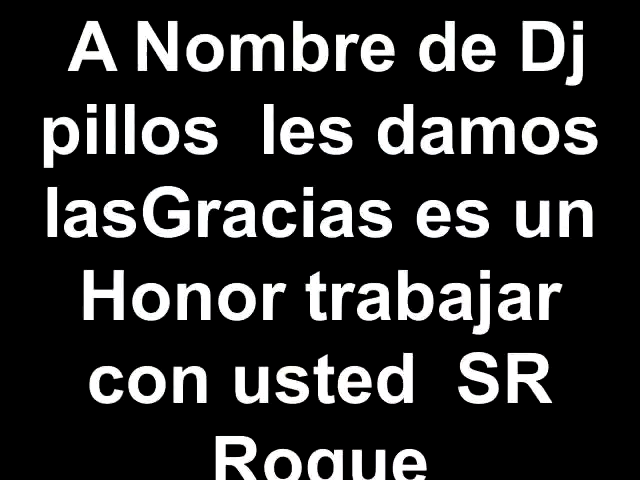 A Nombre de Dj
pillos  les damos
lasGracias es un
Honor trabajar
con usted  SR
Roque